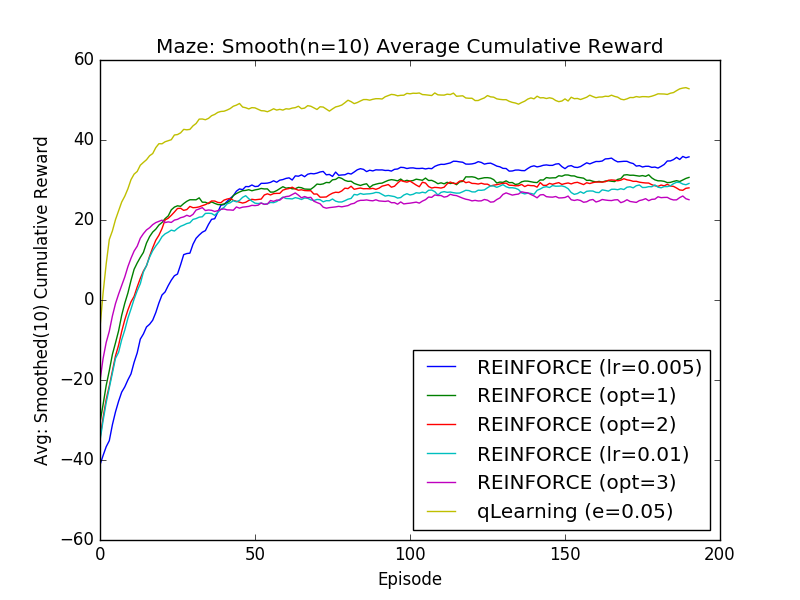 Maze: Smooth(n=10) Average Cumulative Reward
60
40
20
0
−20
−40
−60
Avg: Smoothed(10) Cumulative Reward
REINFORCE (lr=0.005)
REINFORCE (opt=1)
REINFORCE (opt=2)
REINFORCE (lr=0.01)
REINFORCE (opt=3)
qLearning (e=0.05)
0
50
100
150
200
Episode